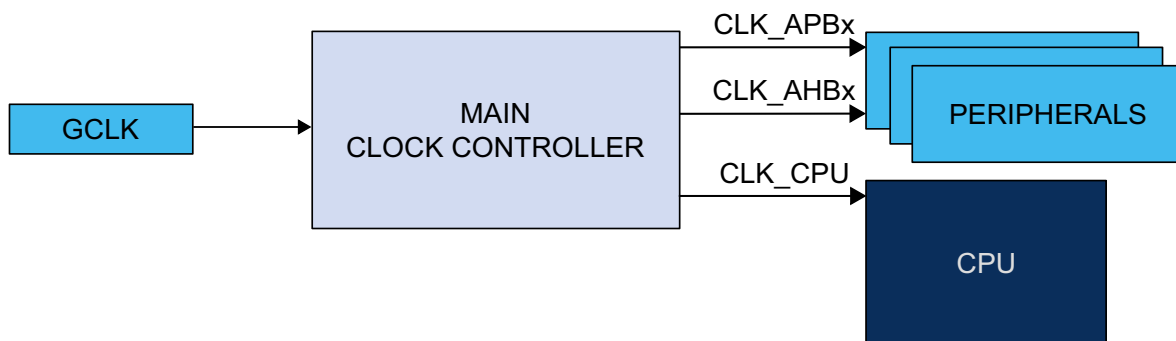 GCLK
MAIN
CLOCK CONTROLLER
CLK_APBx
CLK_AHBx
CLK_CPU
PERIPHERALS
CPU